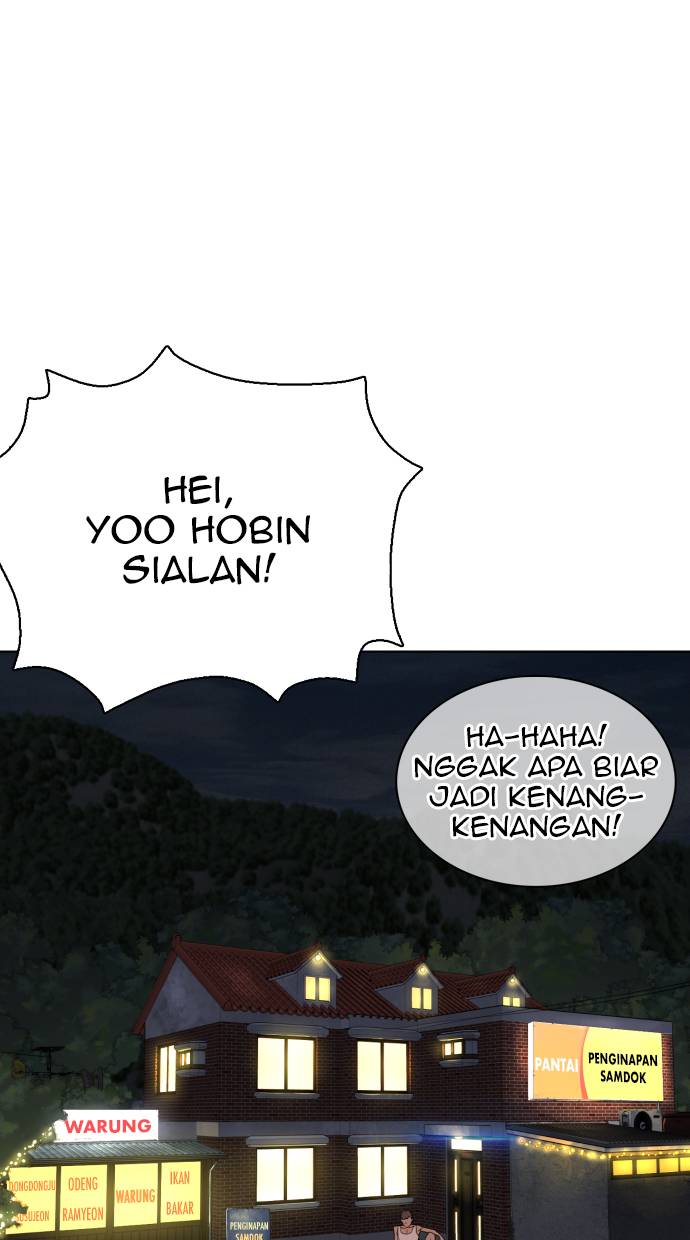 HEI,
YOO HOBIN
SIALAN!
HA-HAHA!
NGGAK APA BIAR
JADI KENANG-
KENANGAN!
PANTAI
PENGINAPAN
SAMDOK
WARUNG
DONGDONGJU
SUSUJEON
ODENG
RAMYEON
WARUNG
IKAN
BAKAR
PENGINAPAN
SAMDOK